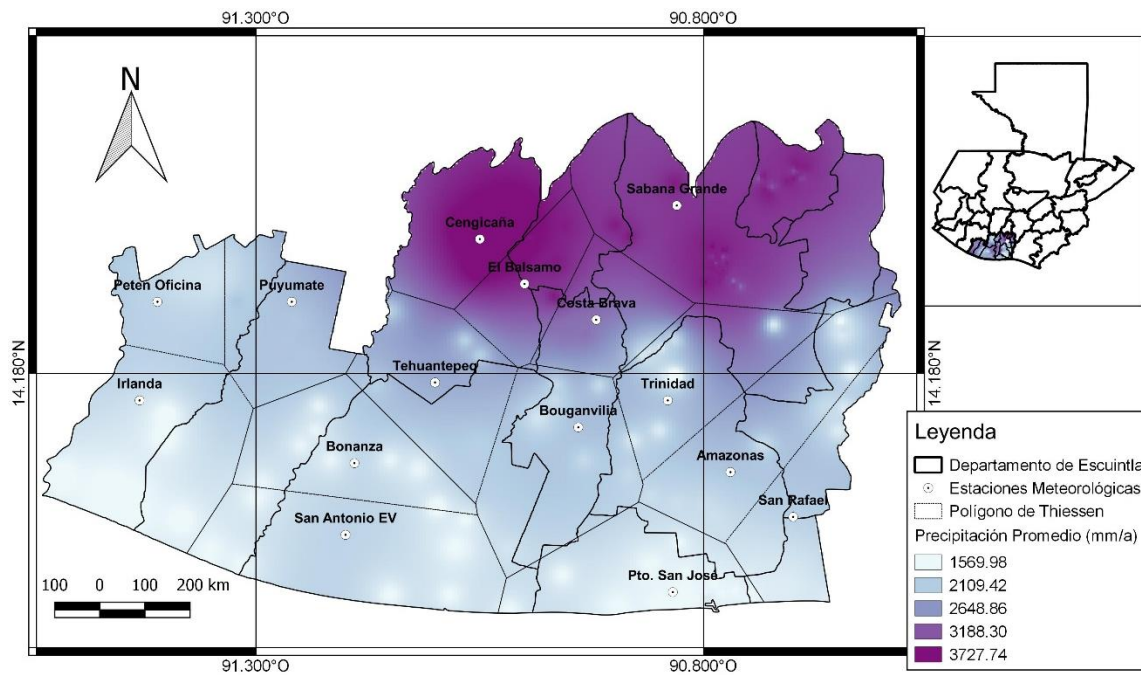 91.300°O
90.800°O
N
Sabana Grande
Cengicaña
El Balsamo
Petén Oficina
Puyumate
Costa Brava
14.180°N
14.180°N
Tehuantepeq
Irlanda
Trinidad
Bouganvilia
Bonanza
Amazonas
San Rafael
San Antonio EV
Pto. San José
100 0 100 200 km
91.300°O
90.800°O
Leyenda
Departamento de Escuintla
Estaciones Meteorológicas
Polígono de Thiessen
Precipitación Promedio (mm/a)
1569.98
2109.42
2648.86
3188.30
3727.74